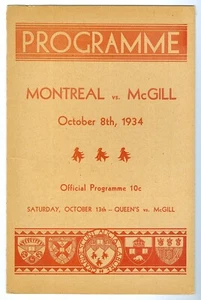 PROGRAMME
MONTREAL vs. McGILL
October 8th, 1934
Official Programme 10c
SATURDAY, OCTOBER 13th - QUEEN'S vs. McGILL